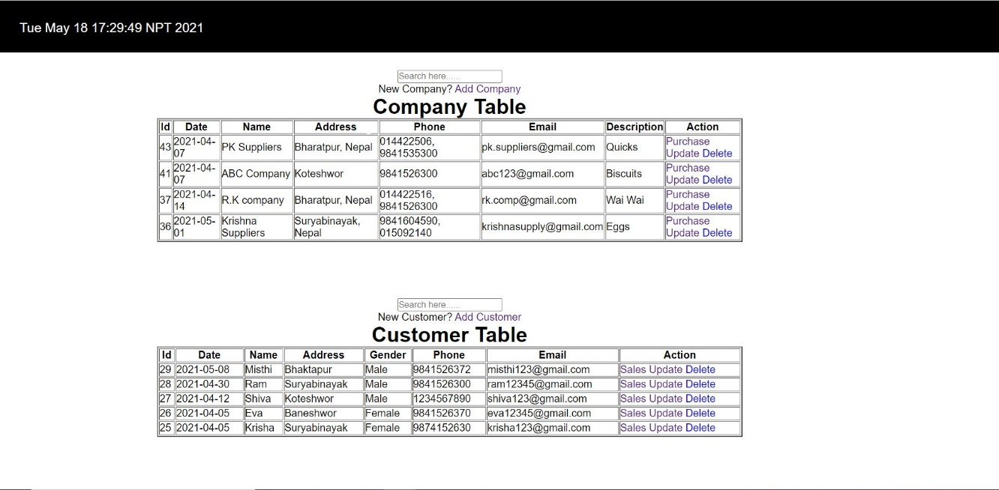 Tue May 18 17:29:49 NPT 2021
Search here......
New Company? Add Company
Company Table
Id Date Name Address Phone Email Description Action
43 2021-04-07 PK Suppliers Bharatpur, Nepal 014422506, 9841535300 pk.suppliers@gmail.com Quicks Purchase Update Delete
41 2021-04-07 ABC Company Koteshwor 9841526300 abc123@gmail.com Biscuits Purchase Update Delete
37 2021-04-14 R.K company Bharatpur, Nepal 014422516, 9841526300 rk.comp@gmail.com Wai Wai Purchase Update Delete
36 2021-05-01 Krishna Suppliers Suryabinayak, Nepal 9841604590, 015092140 krishnasupply@gmail.com Eggs Purchase Update Delete
Search here......
New Customer? Add Customer
Customer Table
Id Date Name Address Gender Phone Email Action
29 2021-05-08 Misthi Bhaktapur Male 9841526372 misthi123@gmail.com Sales Update Delete
28 2021-04-30 Ram Suryabinayak Male 9841526300 ram12345@gmail.com Sales Update Delete
27 2021-04-12 Shiva Koteshwor Male 1234567890 shiva123@gmail.com Sales Update Delete
26 2021-04-05 Eva Baneshwor Female 9841526370 eva12345@gmail.com Sales Update Delete
25 2021-04-05 Krisha Suryabinayak Female 9874152630 krisha123@gmail.com Sales Update Delete